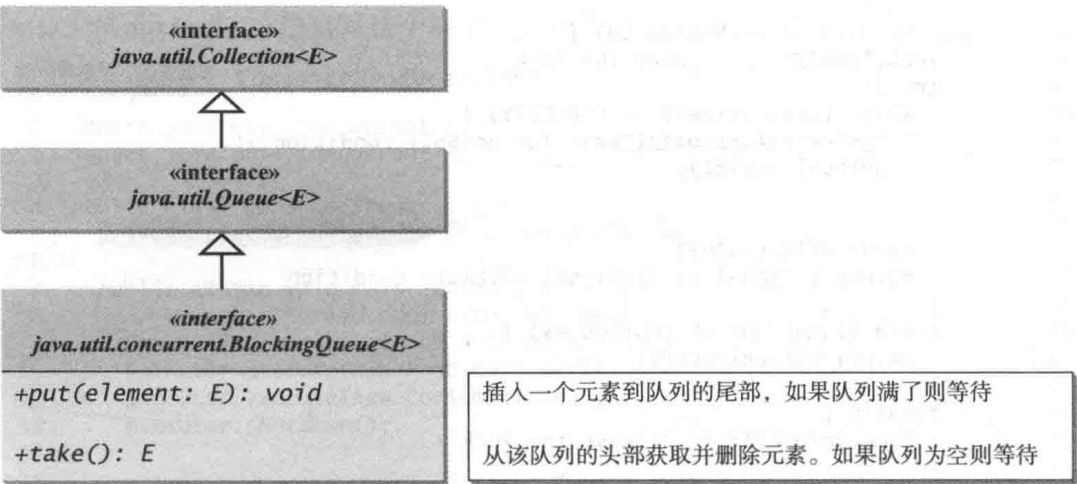 «interface»
java.util.Collection<E>
«interface»
java.util.Queue<E>
«interface»
java.util.concurrent.BlockingQueue<E>
+put(element: E): void
插入一个元素到队列的尾部，如果队列满了则等待
+take(): E
从该队列的头部获取并删除元素。如果队列为空则等待